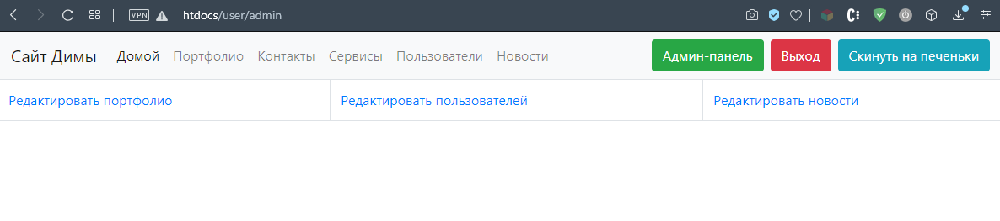 VPN htdocs/user/admin
Сайт Димы Домой Портфолио Контакты Сервисы Пользователи Новости Админ-панель Выход Скинуть на печеньки
Редактировать портфолио Редактировать пользователей Редактировать новости